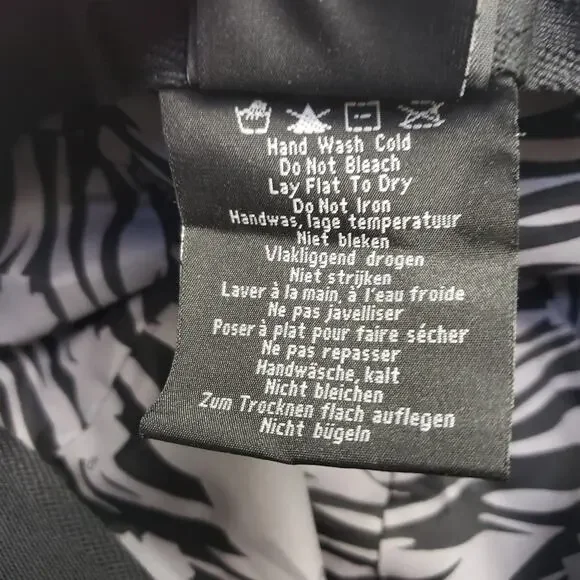 Hand Wash Cold
Do Not Bleach
Lay Flat To Dry
Do Not Iron
Handwas, lage temperatuur
Niet bleken
Vlakliggend drogen
Niet strijken
Laver à la main, à l'eau froide
Ne pas javelliser
Poser à plat pour faire sécher
Ne pas repasser
Handwäsche, kalt
Nicht bleichen
Zum Trocknen flach auflegen
Nicht bügeln